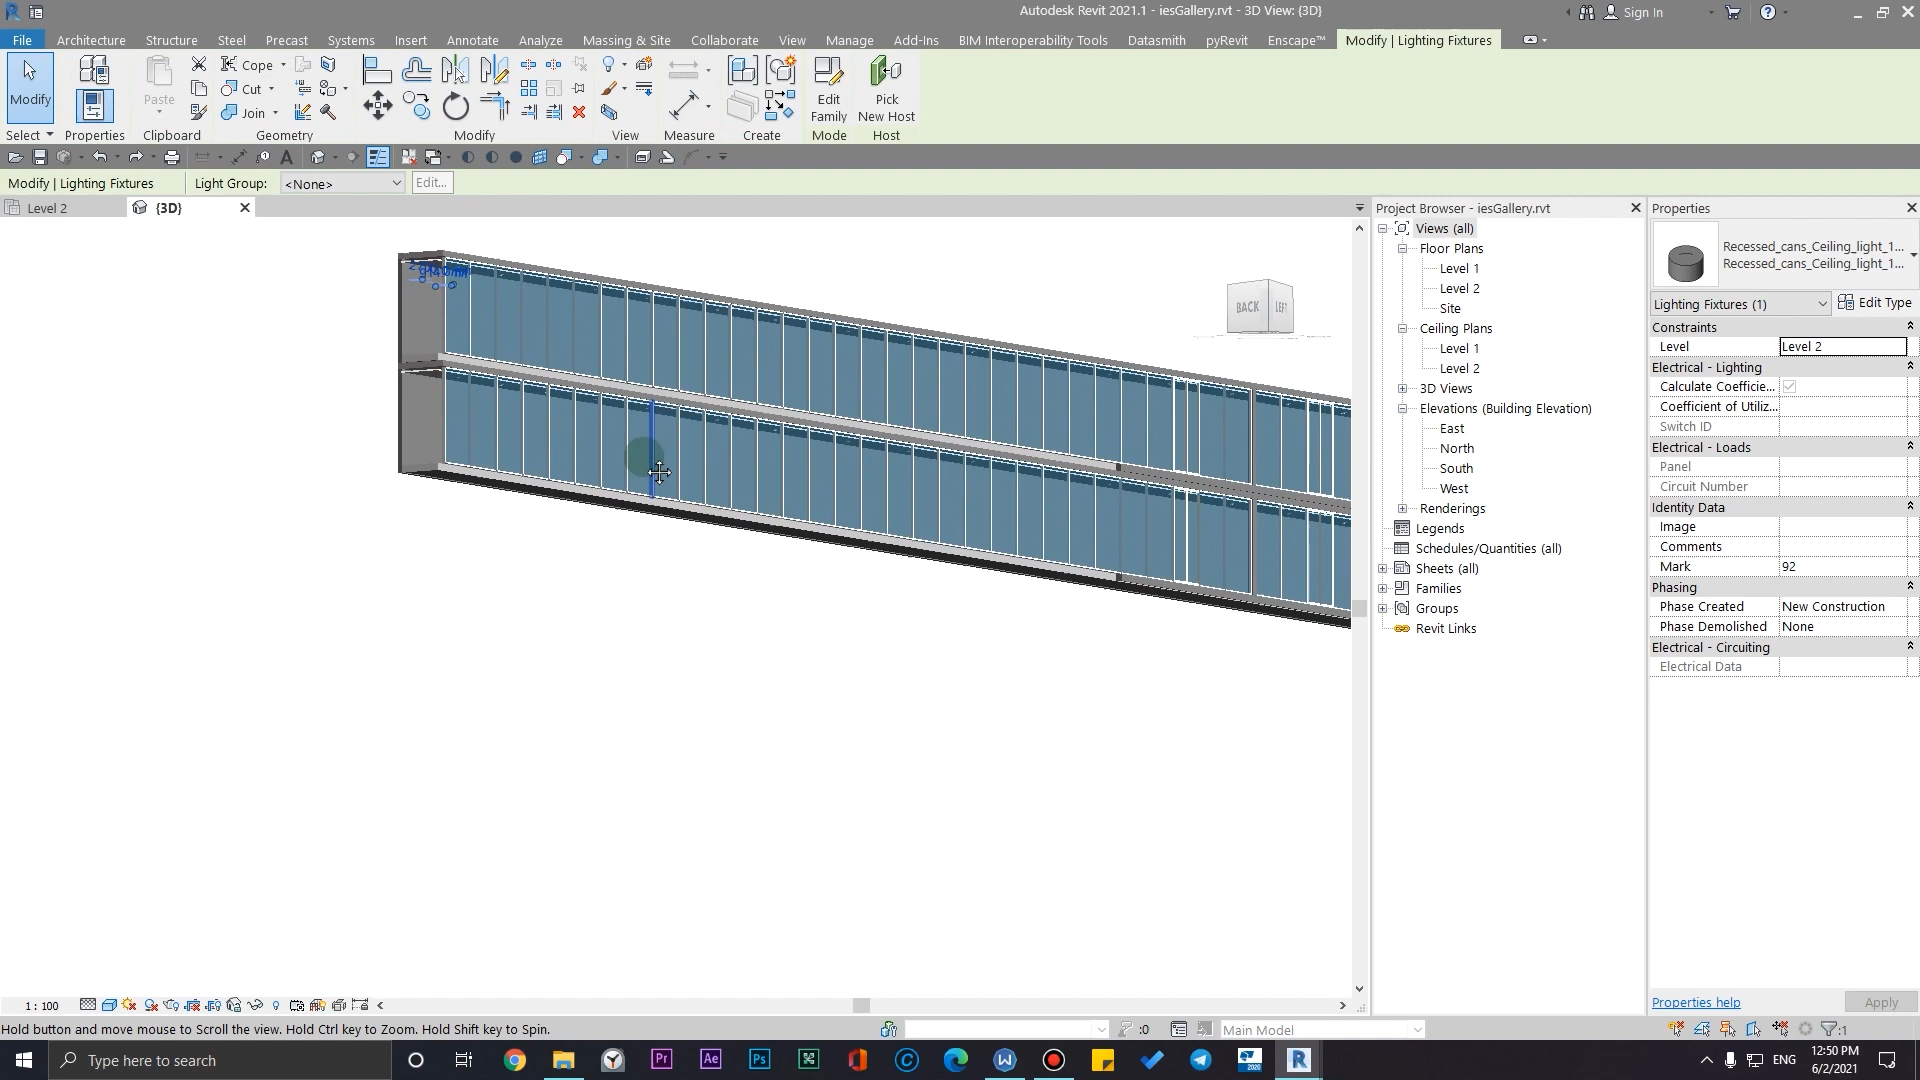 Autodesk Revit 2021.1 - iesGallery.rvt - 3D View: {3D}
Sign In
File Architecture Structure Steel Precast Systems Insert Annotate Analyze Massing & Site Collaborate View Manage Add-Ins BIM Interoperability Tools Datasmith pyRevit Enscape™ Modify | Lighting Fixtures
Modify
Paste
Cope
Cut
Join
Edit Family
Pick New Host
Select Properties Clipboard Geometry Modify View Measure Create Mode Host
Modify | Lighting Fixtures
Light Group:
<None>
Edit...
Level 2
{3D}
BACK
LEFT
Project Browser - iesGallery.rvt
Views (all)
Floor Plans
Level 1
Level 2
Site
Ceiling Plans
Level 1
Level 2
3D Views
Elevations (Building Elevation)
East
North
South
West
Renderings
Legends
Schedules/Quantities (all)
Sheets (all)
Families
Groups
Revit Links
Properties
Recessed_cans_Ceiling_light_1...
Recessed_cans_Ceiling_light_1...
Lighting Fixtures (1)
Edit Type
Constraints
Level Level 2
Electrical - Lighting
Calculate Coefficie...
Coefficient of Utiliz...
Switch ID
Electrical - Loads
Panel
Circuit Number
Identity Data
Image
Comments
Mark 92
Phasing
Phase Created New Construction
Phase Demolished None
Electrical - Circuiting
Electrical Data
Properties help
Apply
1 : 100
Hold button and move mouse to Scroll the view. Hold Ctrl key to Zoom. Hold Shift key to Spin.
:0
Main Model
:1
Type here to search
Pr
Ae
Ps
2020
ENG
12:50 PM
6/2/2021